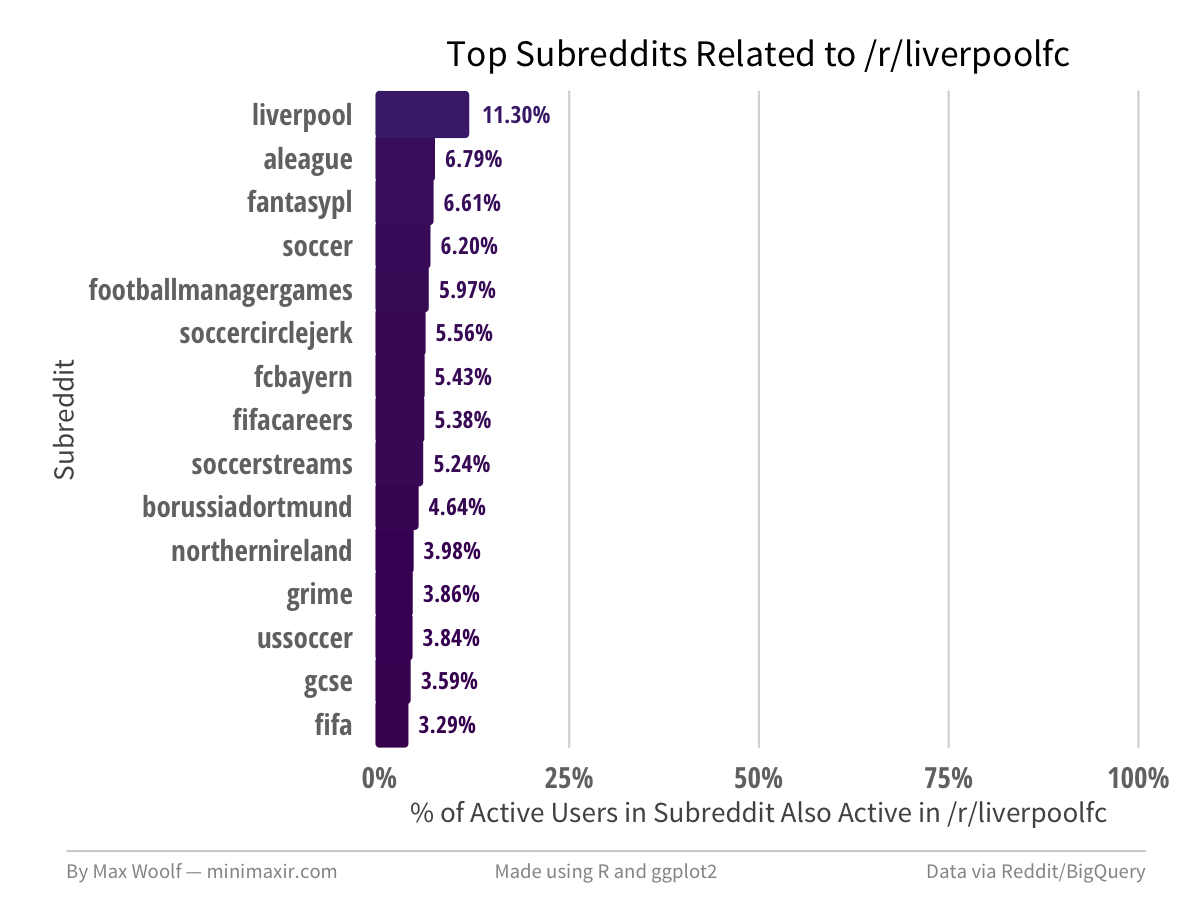 Top Subreddits Related to /r/liverpoolfc
liverpool 11.30%
aleague 6.79%
fantasypl 6.61%
soccer 6.20%
footballmanagergames 5.97%
soccercirclejerk 5.56%
fcbayern 5.43%
fifacareers 5.38%
soccerstreams 5.24%
borussiadortmund 4.64%
northernireland 3.98%
grime 3.86%
ussoccer 3.84%
gcse 3.59%
fifa 3.29%
Subreddit
0% 25% 50% 75% 100%
% of Active Users in Subreddit Also Active in /r/liverpoolfc
By Max Woolf — minimaxir.com Made using R and ggplot2 Data via Reddit/BigQuery